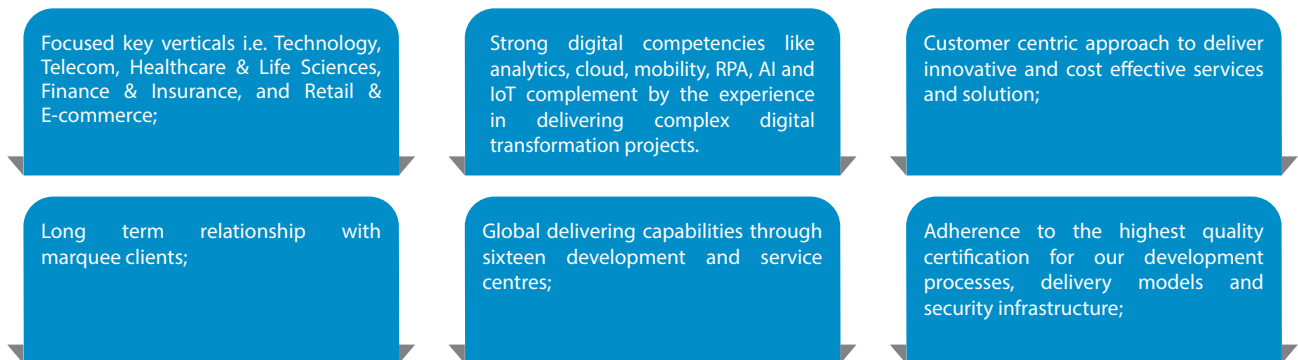 Focused key verticals i.e. Technology,
Telecom, Healthcare & Life Sciences,
Finance & Insurance, and Retail &
E-commerce;
Strong digital competencies like
analytics, cloud, mobility, RPA, AI and
IoT complement by the experience
in delivering complex digital
transformation projects.
Customer centric approach to deliver
innovative and cost effective services
and solution;
Long term relationship with
marquee clients;
Global delivering capabilities through
sixteen development and service
centres;
Adherence to the highest quality
certification for our development
processes, delivery models and
security infrastructure;